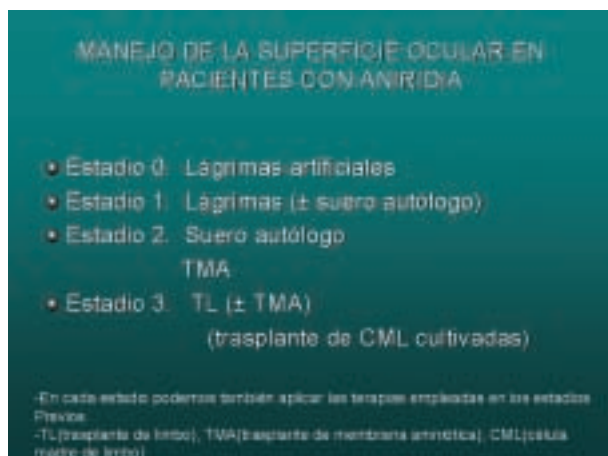 MANEJO DE LA SUPERFICIE OCULAR EN
PACIENTES CON ANIRIDIA
Estadio 0. Lágrimas artificiales
Estadio 1. Lágrimas (± suero autólogo)
Estadio 2. Suero autólogo
TMA
Estadio 3. TL (± TMA)
(trasplante de CML cultivadas)
-En cada estadio podemos también aplicar las terapias empleadas en los estadios
Previos
-TL(trasplante de limbo), TMA(trasplante de membrana amniótica), CML(célula
madre de limbo)